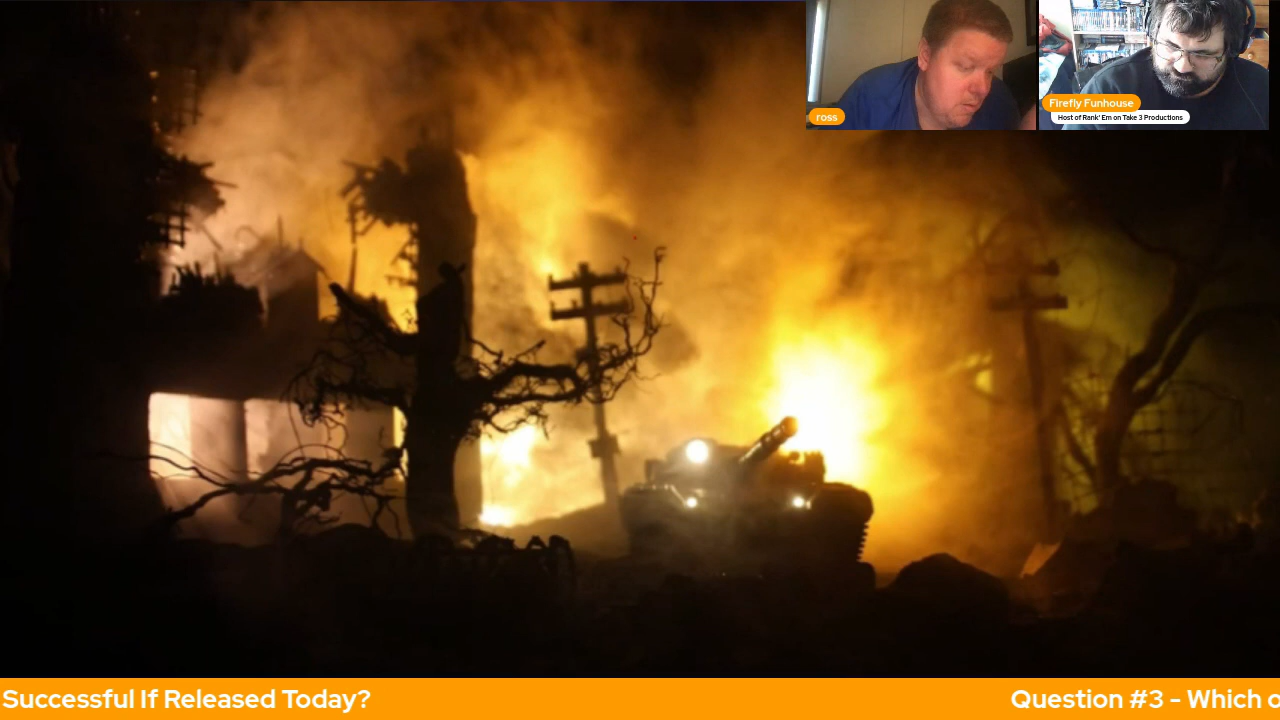 ross
Firefly Funhouse
Host of Rank' Em on Take 3 Productions
Successful If Released Today?
Question #3 - Which